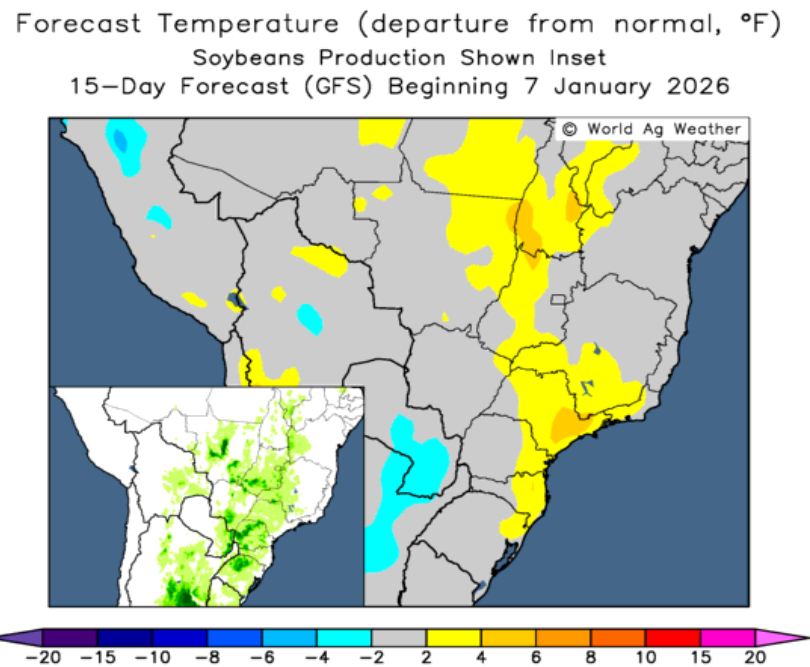 Forecast Temperature (departure from normal, °F)
Soybeans Production Shown Inset
15-Day Forecast (GFS) Beginning 7 January 2026
© World Ag Weather
-20 -15 -10 -8 -6 -4 -2 2 4 6 8 10 15 20